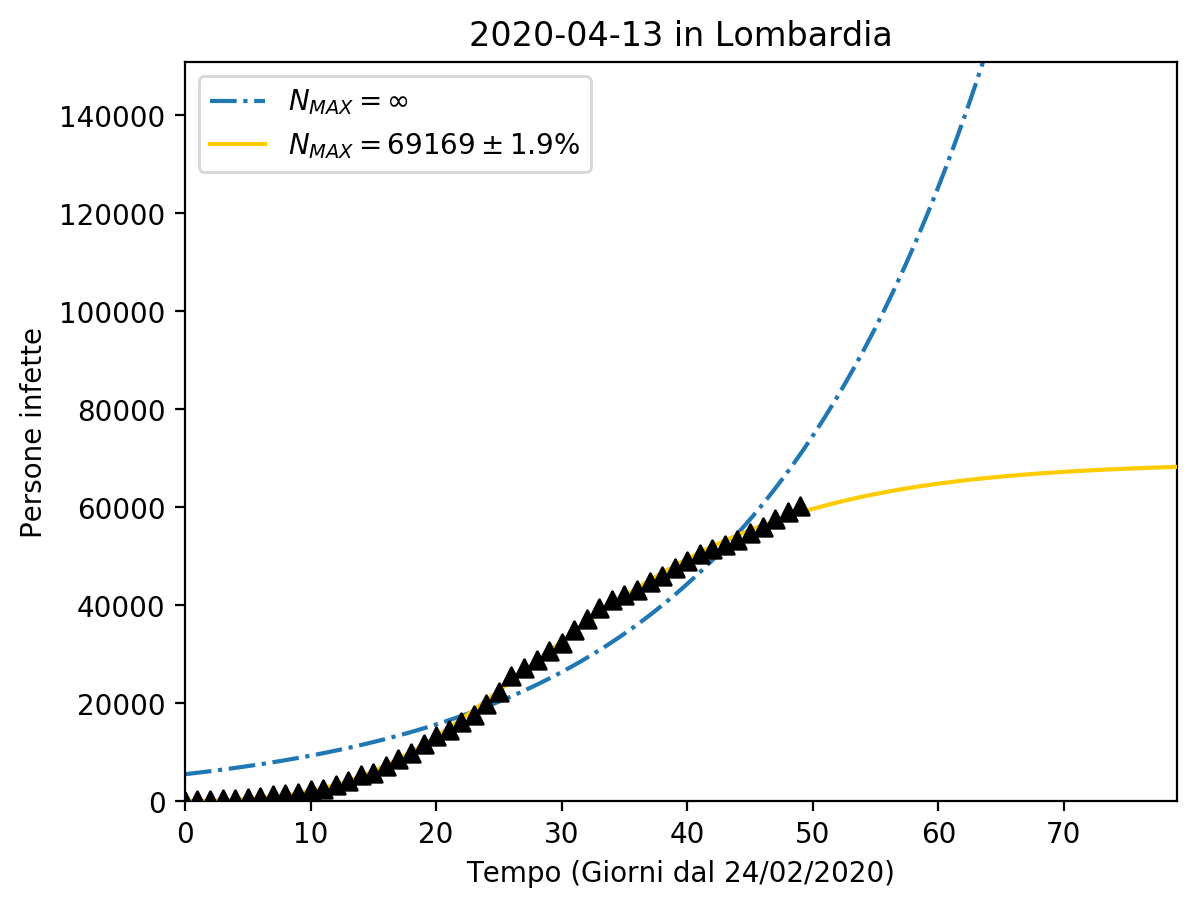 2020-04-13 in Lombardia
N_MAX = ∞
N_MAX = 69169 ± 1.9%
Persone infette
140000
120000
100000
80000
60000
40000
20000
0
0 10 20 30 40 50 60 70
Tempo (Giorni dal 24/02/2020)